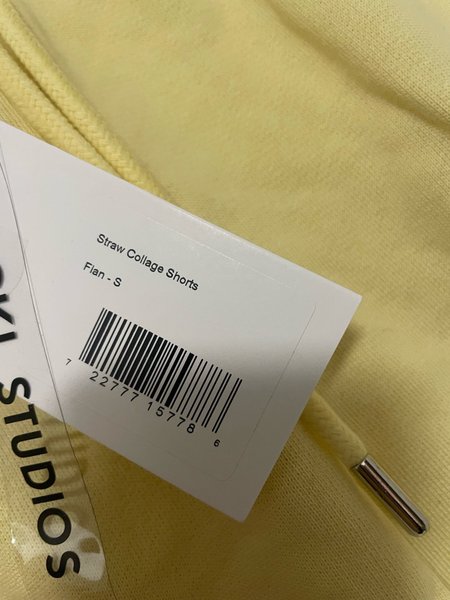 Straw Collage Shorts
Flan - S
7 22777 15778 6
STUDIOS